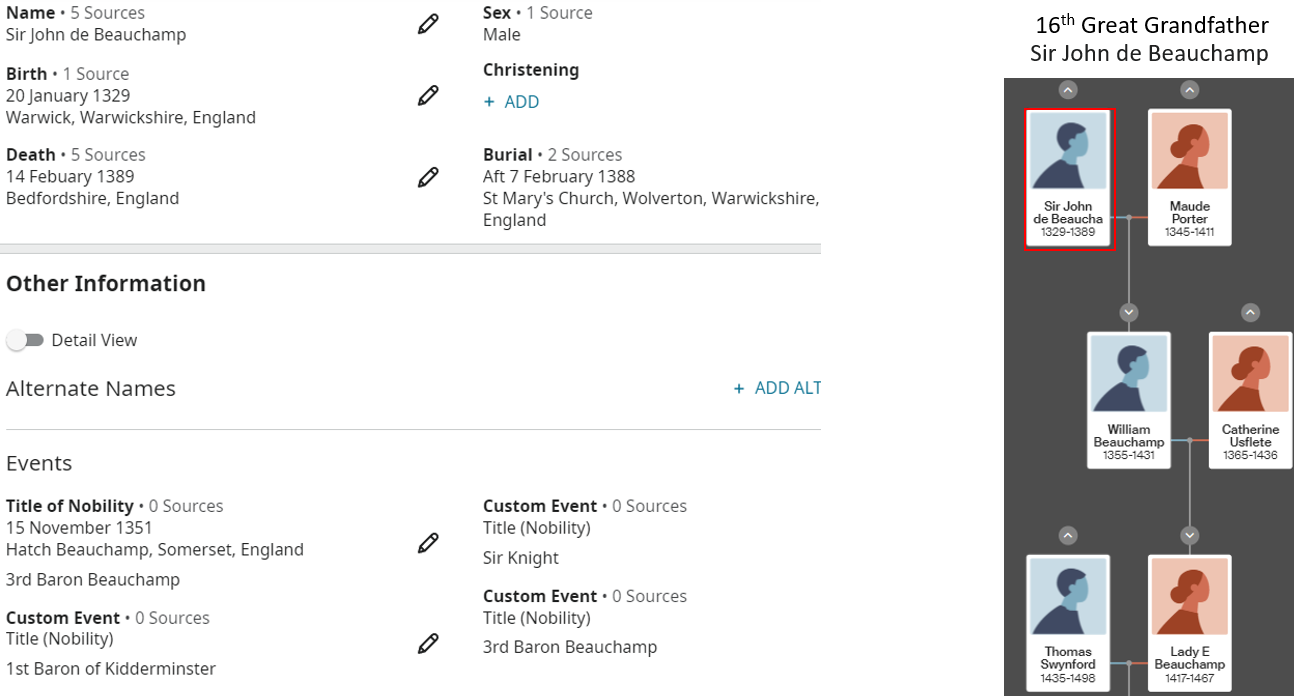 Name • 5 Sources
Sir John de Beauchamp
Sex • 1 Source
Male
Birth • 1 Source
20 January 1329
Warwick, Warwickshire, England
Christening
+ ADD
Death • 5 Sources
14 Febuary 1389
Bedfordshire, England
Burial • 2 Sources
Aft 7 February 1388
St Mary's Church, Wolverton, Warwickshire,
England
Other Information
Detail View
Alternate Names
+ ADD ALT
Events
Title of Nobility • 0 Sources
15 November 1351
Hatch Beauchamp, Somerset, England
3rd Baron Beauchamp
Custom Event • 0 Sources
Title (Nobility)
1st Baron of Kidderminster
Custom Event • 0 Sources
Title (Nobility)
Sir Knight
Custom Event • 0 Sources
Title (Nobility)
3rd Baron Beauchamp
16th Great Grandfather
Sir John de Beauchamp
Sir John
de Beaucha
1329-1389
Maude
Porter
1345-1411
William
Beauchamp
1355-1431
Catherine
Usflete
1365-1436
Thomas
Swynford
1435-1498
Lady E
Beauchamp
1417-1467